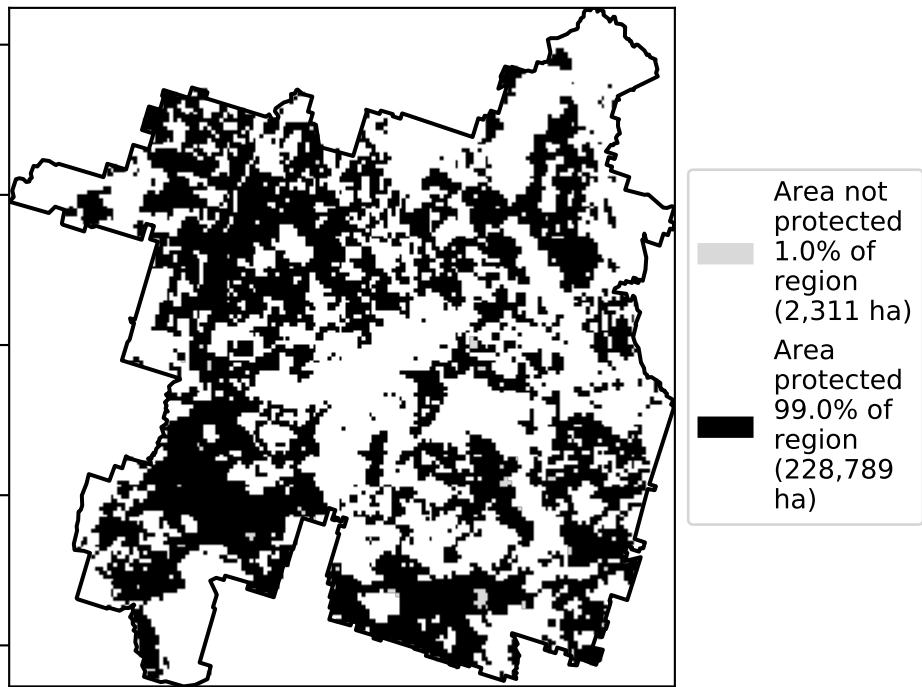 Area not
protected
1.0% of
region
(2,311 ha)
Area
protected
99.0% of
region
(228,789
ha)